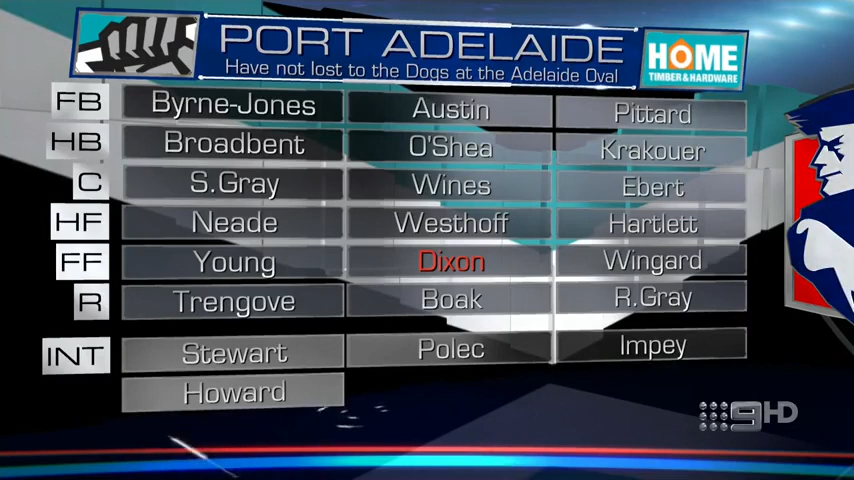 PORT ADELAIDE
Have not lost to the Dogs at the Adelaide Oval
HOME
TIMBER & HARDWARE
FB Byrne-Jones Austin Pittard
HB Broadbent O'Shea Krakouer
C S.Gray Wines Ebert
HF Neade Westhoff Hartlett
FF Young Dixon Wingard
R Trengove Boak R.Gray
INT Stewart Polec Impey
Howard
9HD